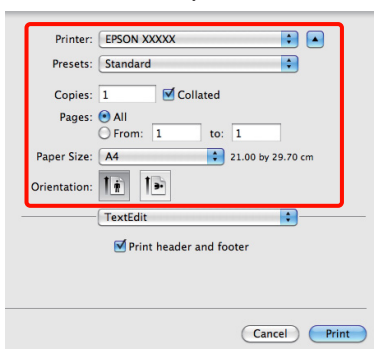 Printer: EPSON XXXXX
Presets: Standard
Copies: 1 Collated
Pages: All
From: 1 to: 1
Paper Size: A4 21.00 by 29.70 cm
Orientation:
TextEdit
Print header and footer
Cancel Print